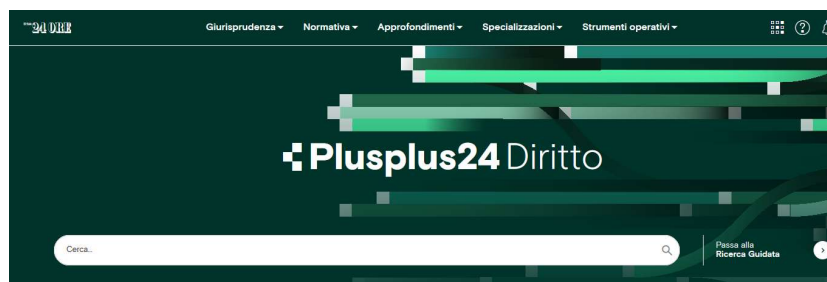 24 ORE Giurisprudenza Normativa Approfondimenti Specializzazioni Strumenti operativi
Plusplus24 Diritto
Cerca..
Passa alla
Ricerca Guidata